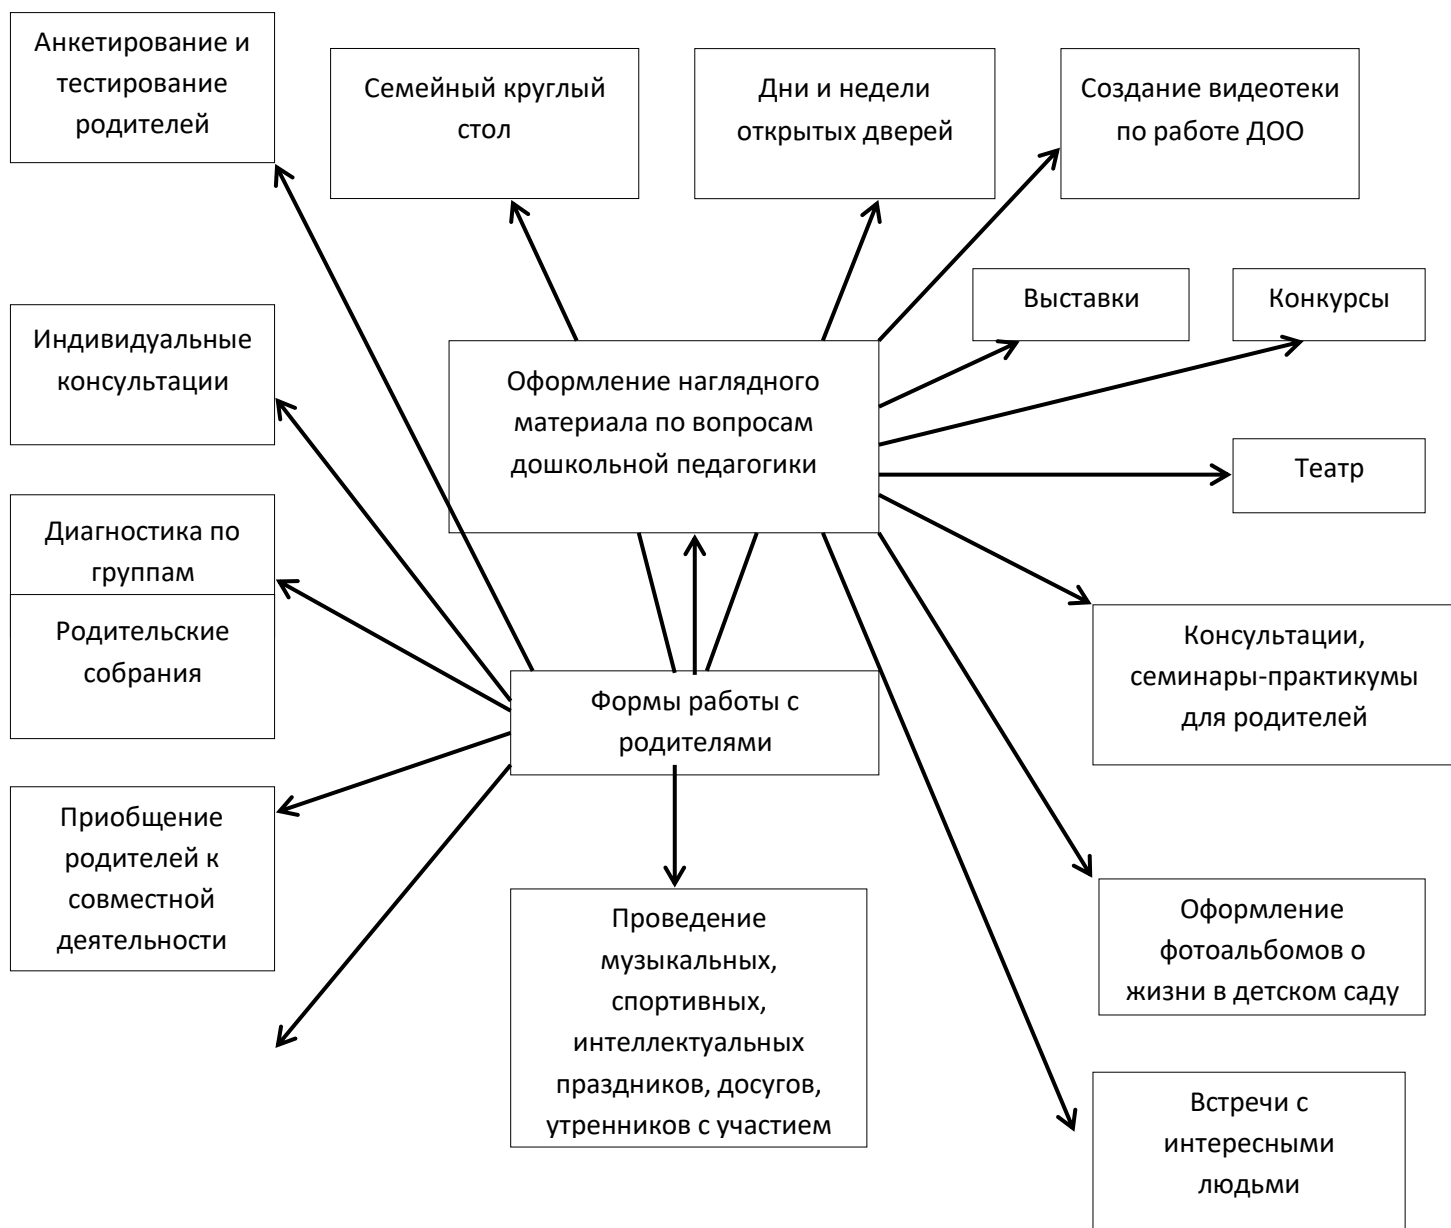 Анкетирование и
тестирование
родителей
Семейный круглый
стол
Дни и недели
открытых дверей
Создание видеотеки
по работе ДОО
Выставки
Конкурсы
Индивидуальные
консультации
Оформление наглядного
материала по вопросам
дошкольной педагогики
Театр
Диагностика по
группам
Родительские
собрания
Консультации,
семинары-практикумы
для родителей
Формы работы с
родителями
Приобщение
родителей к
совместной
деятельности
Проведение
музыкальных,
спортивных,
интеллектуальных
праздников, досугов,
утренников с участием
Оформление
фотоальбомов о
жизни в детском саду
Встречи с
интересными
людьми